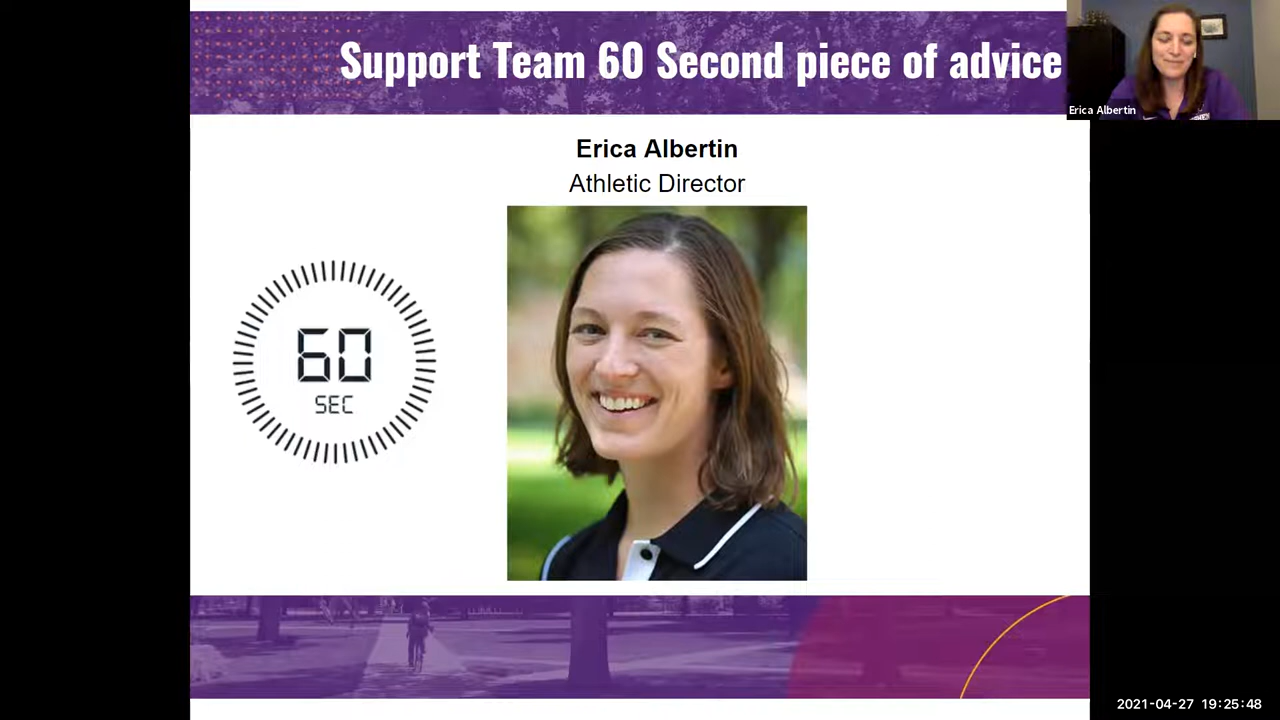 Support Team 60 Second piece of advice
Erica Albertin
Erica Albertin
Athletic Director
60
SEC
2021-04-27 19:25:48